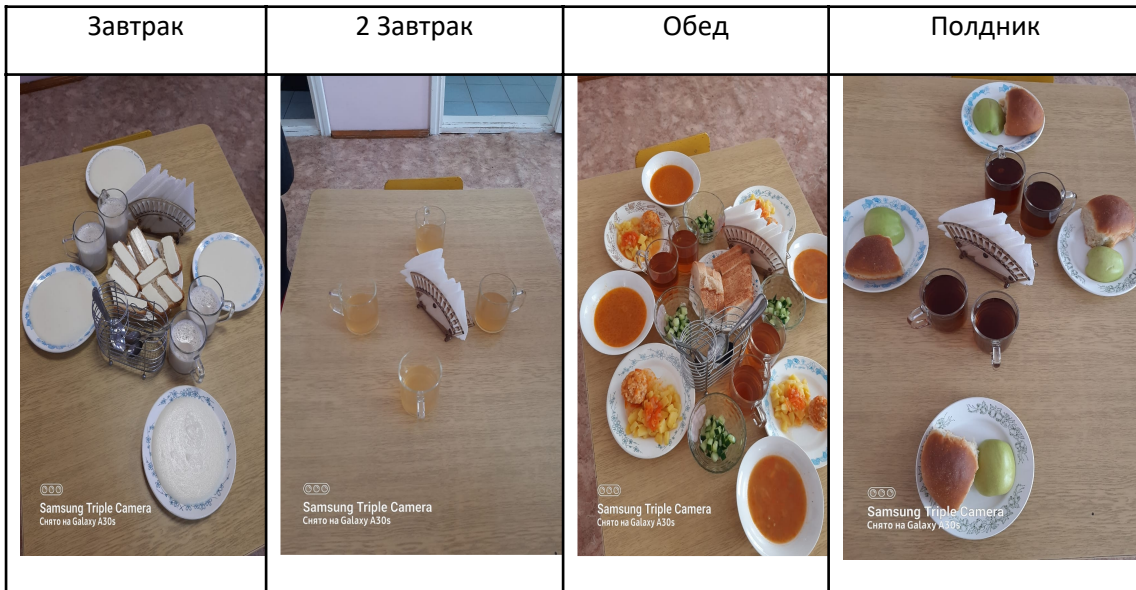 Завтрак
2 Завтрак
Обед
Полдник
Samsung Triple Camera
Снято на Galaxy A30s
Samsung Triple Camera
Снято на Galaxy A30s
Samsung Triple Camera
Снято на Galaxy A30s
Samsung Triple Camera
Снято на Galaxy A30s